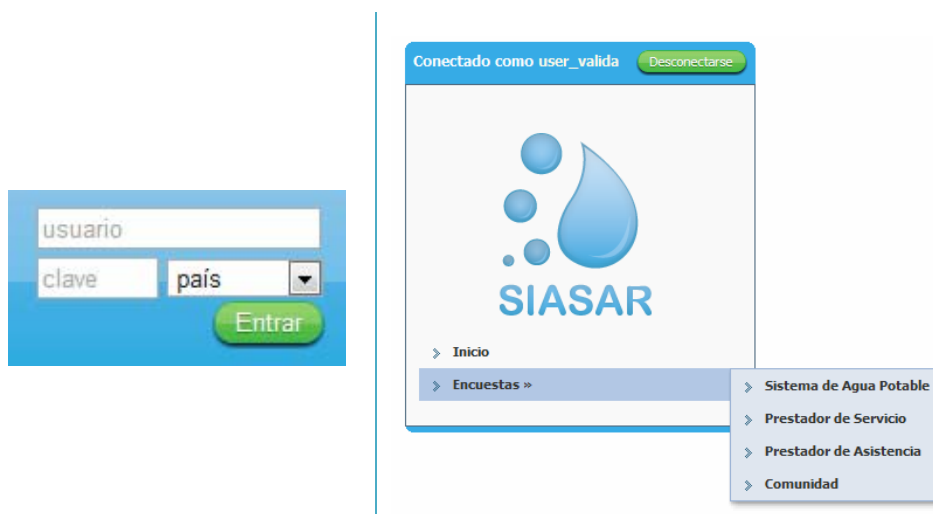 usuario
clave país
Entrar
Conectado como user_valida Desconectarse
SIASAR
Inicio
Encuestas »
Sistema de Agua Potable
Prestador de Servicio
Prestador de Asistencia
Comunidad